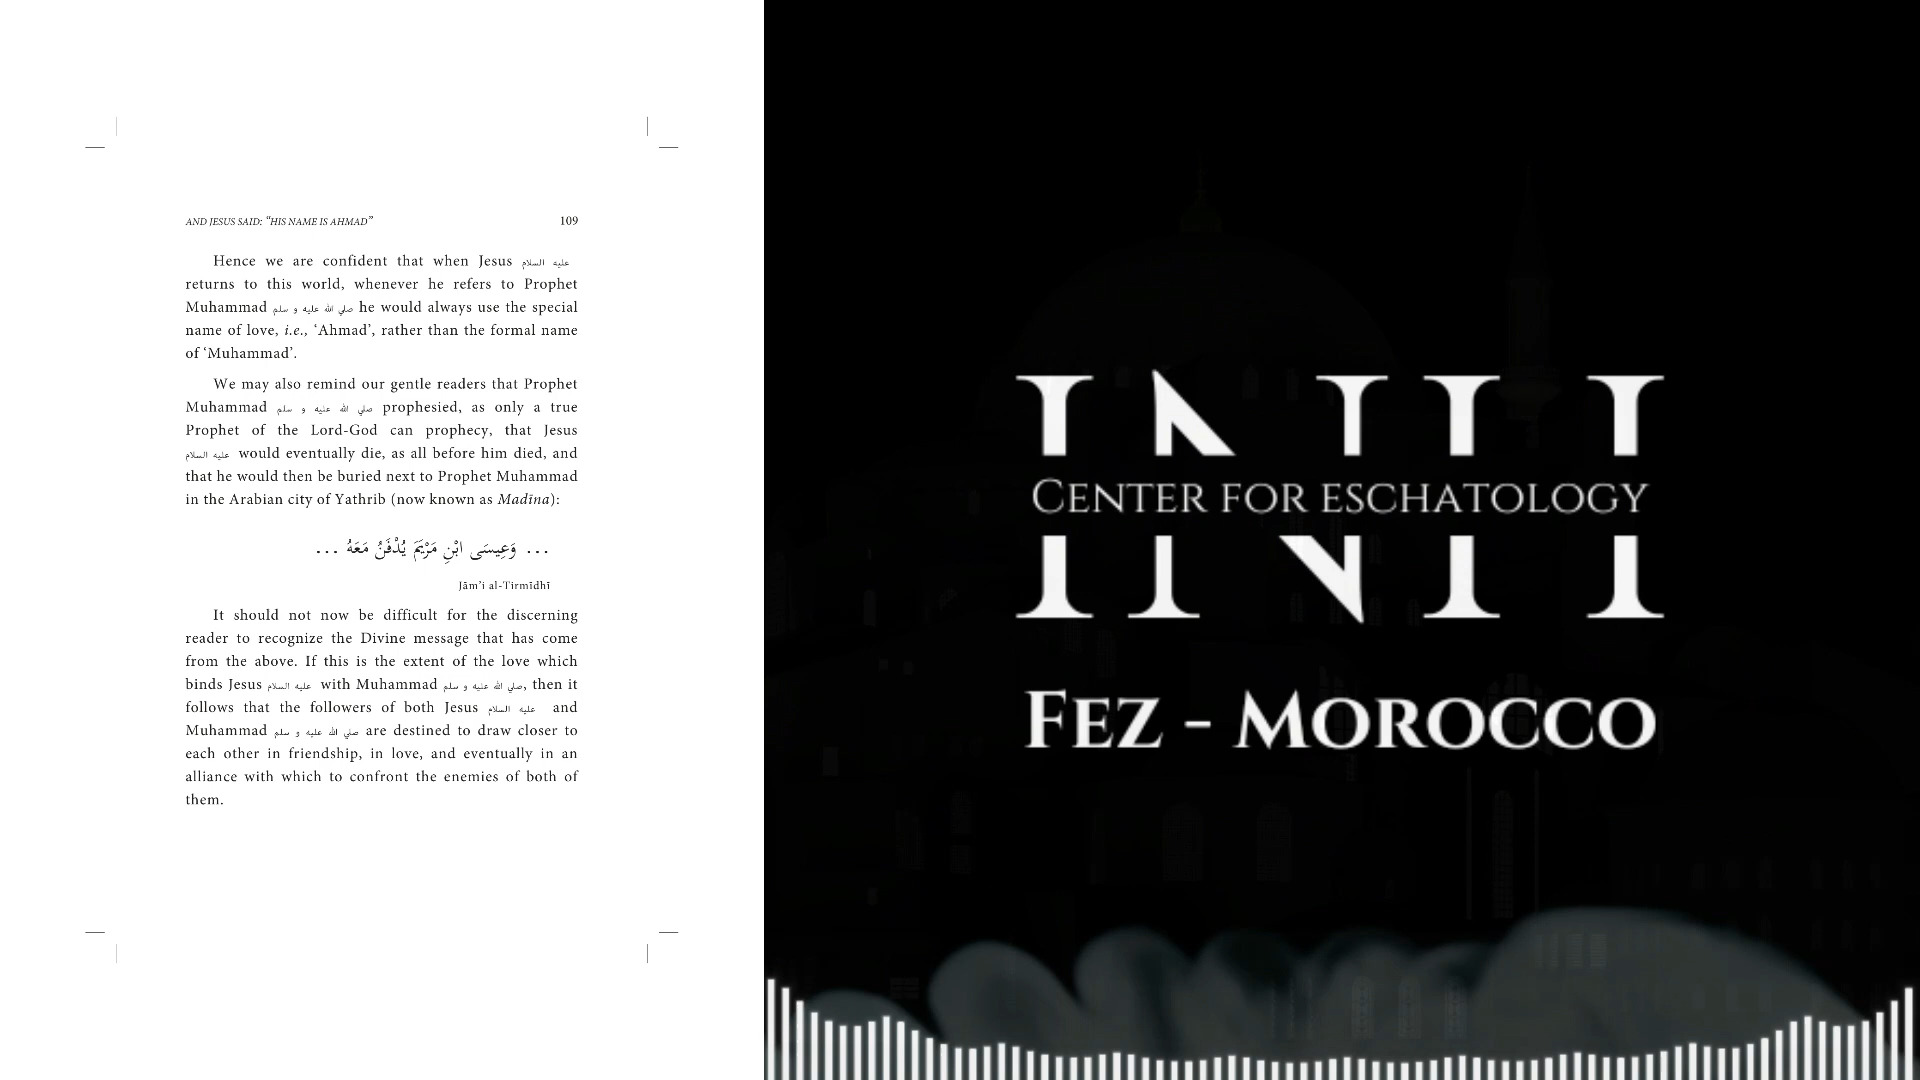 AND JESUS SAID: “HIS NAME IS AHMAD” 109
Hence we are confident that when Jesus عليه السلام
returns to this world, whenever he refers to Prophet
Muhammad صلي الله عليه و سلم he would always use the special
name of love, i.e., ‘Ahmad’, rather than the formal name
of ‘Muhammad’.
We may also remind our gentle readers that Prophet
Muhammad صلي الله عليه و سلم prophesied, as only a true
Prophet of the Lord-God can prophecy, that Jesus
عليه السلام would eventually die, as all before him died, and
that he would then be buried next to Prophet Muhammad
in the Arabian city of Yathrib (now known as Madīna):
... وَعِيسَى ابْنِ مَرْيَمَ يُدْفَنُ مَعَهُ ...
Jām’i al-Tirmīdhī
It should not now be difficult for the discerning
reader to recognize the Divine message that has come
from the above. If this is the extent of the love which
binds Jesus عليه السلام with Muhammad صلي الله عليه و سلم, then it
follows that the followers of both Jesus عليه السلام and
Muhammad صلي الله عليه و سلم are destined to draw closer to
each other in friendship, in love, and eventually in an
alliance with which to confront the enemies of both of
them.
INH
CENTER FOR ESCHATOLOGY
FEZ - MOROCCO